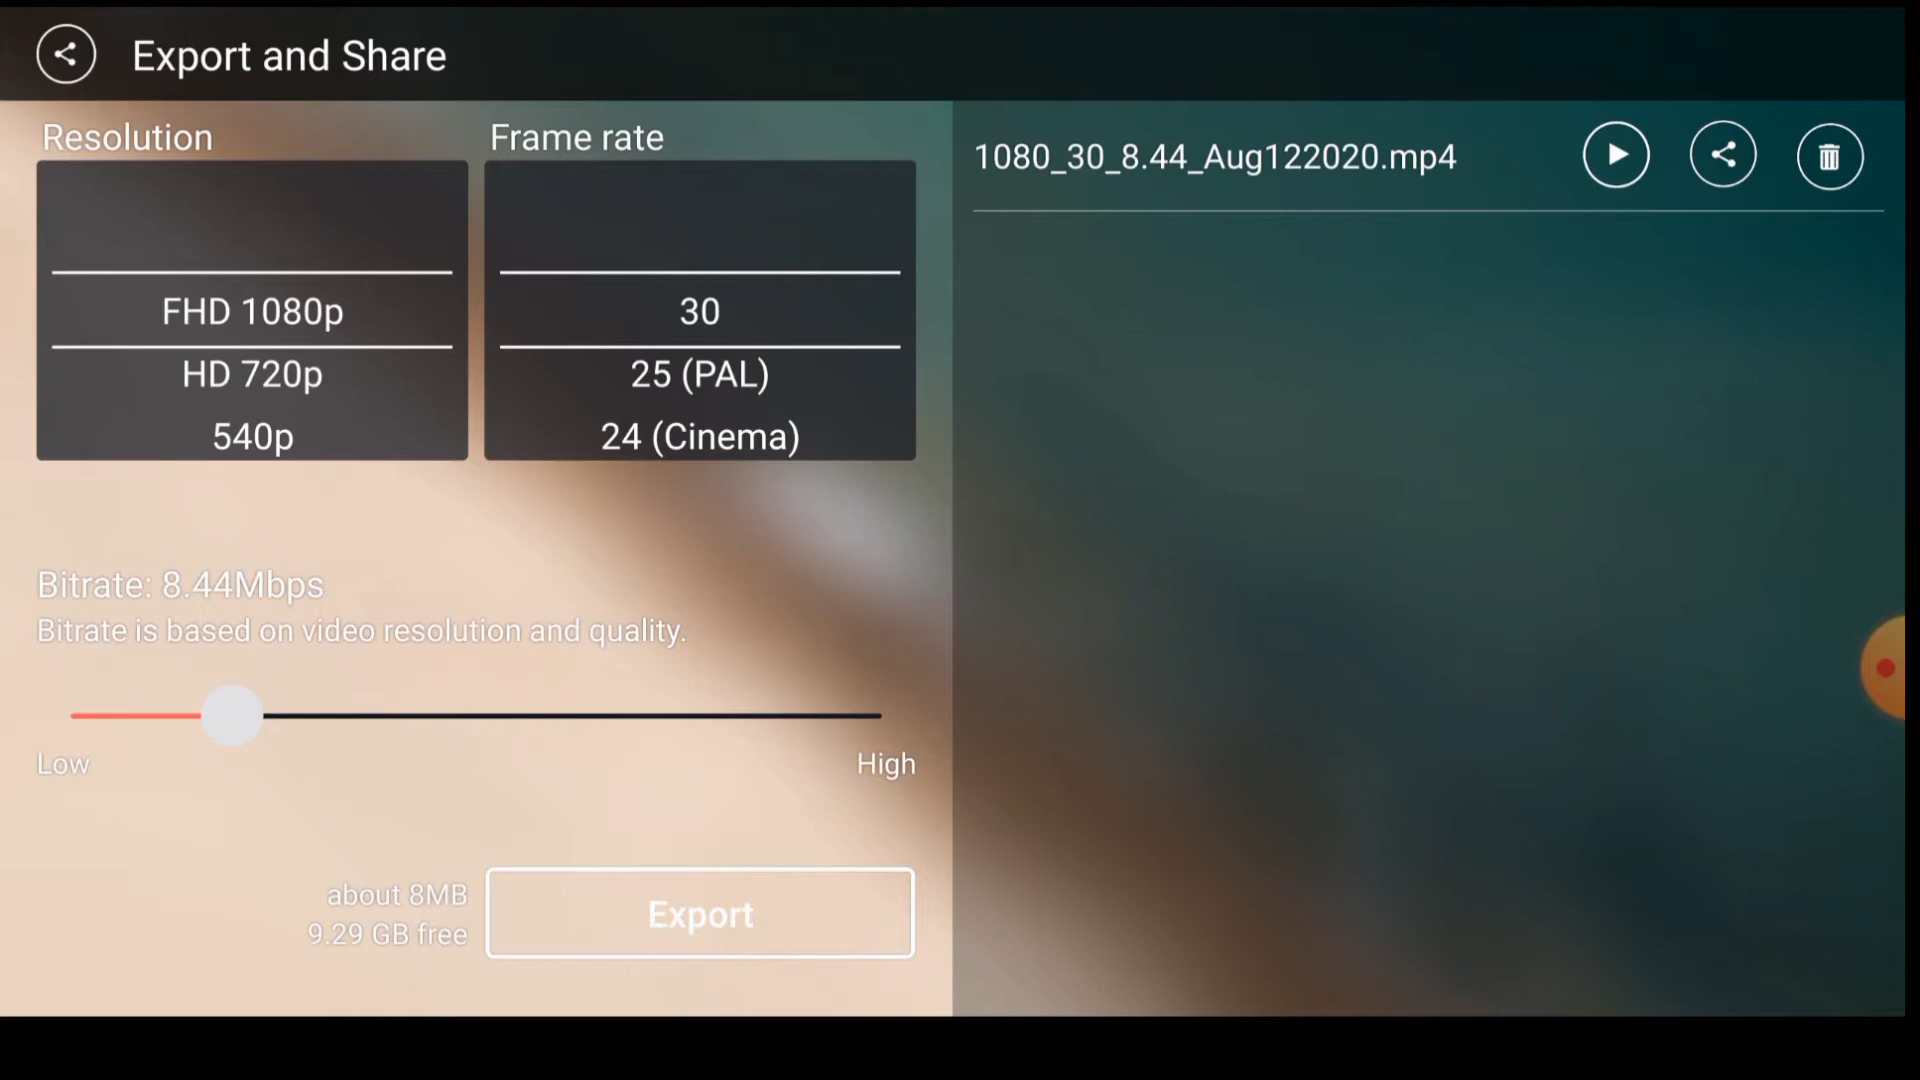 Export and Share
Resolution
Frame rate
FHD 1080p
HD 720p
540p
30
25 (PAL)
24 (Cinema)
Bitrate: 8.44Mbps
Bitrate is based on video resolution and quality.
Low
High
about 8MB
9.29 GB free
Export
1080_30_8.44_Aug122020.mp4